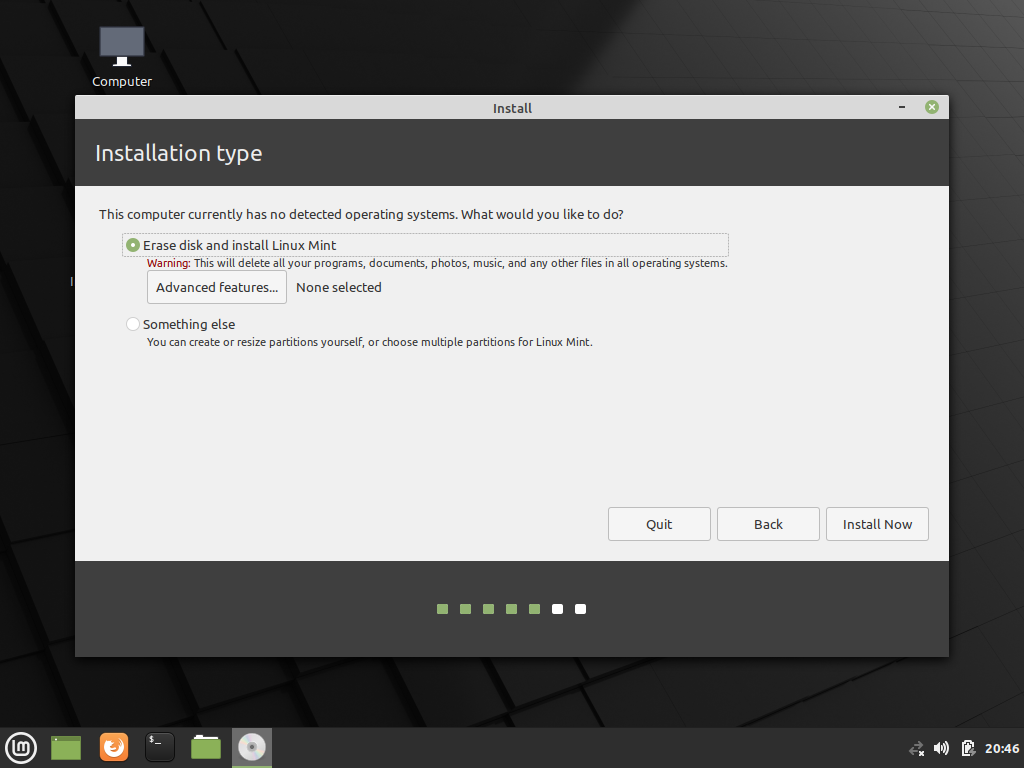 Computer
Install
Installation type
This computer currently has no detected operating systems. What would you like to do?
Erase disk and install Linux Mint
Warning: This will delete all your programs, documents, photos, music, and any other files in all operating systems.
Advanced features... None selected
Something else
You can create or resize partitions yourself, or choose multiple partitions for Linux Mint.
Quit Back Install Now
$_
20:46